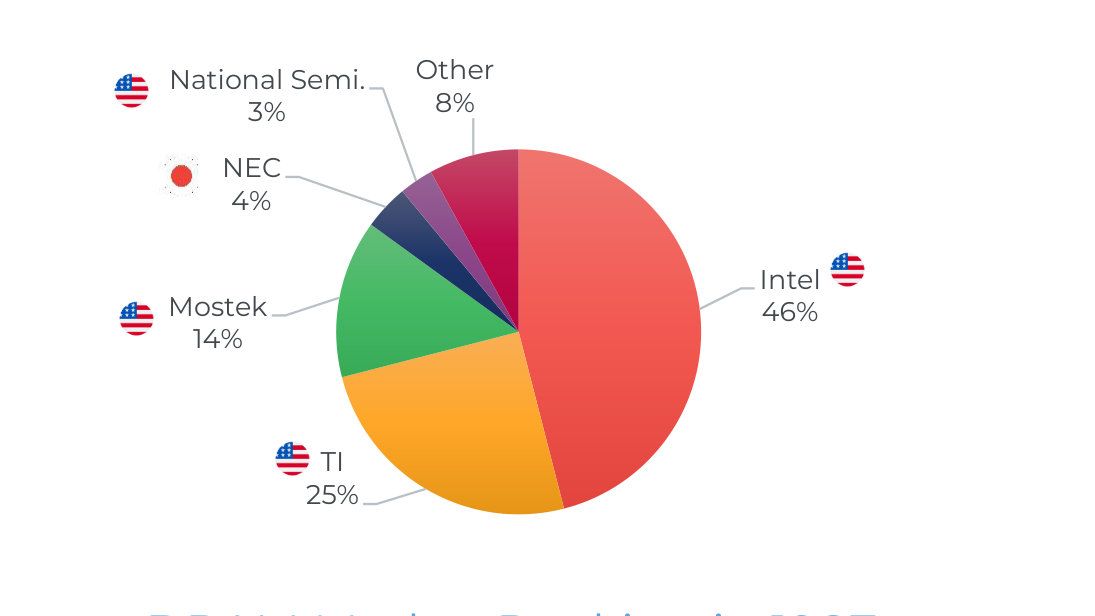 Other
8%
National Semi.
3%
NEC
4%
Intel
46%
Mostek
14%
TI
25%